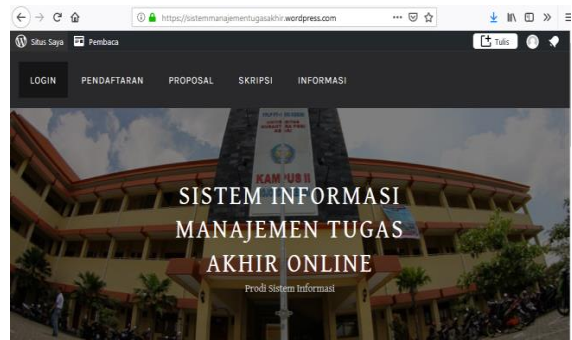 https://sistemmanajementugasakhir.wordpress.com
Situs Saya Pembaca Tulis
LOGIN PENDAFTARAN PROPOSAL SKRIPSI INFORMASI
KAMPUS II
SISTEM INFORMASI
MANAJEMEN TUGAS
AKHIR ONLINE
Prodi Sistem Informasi